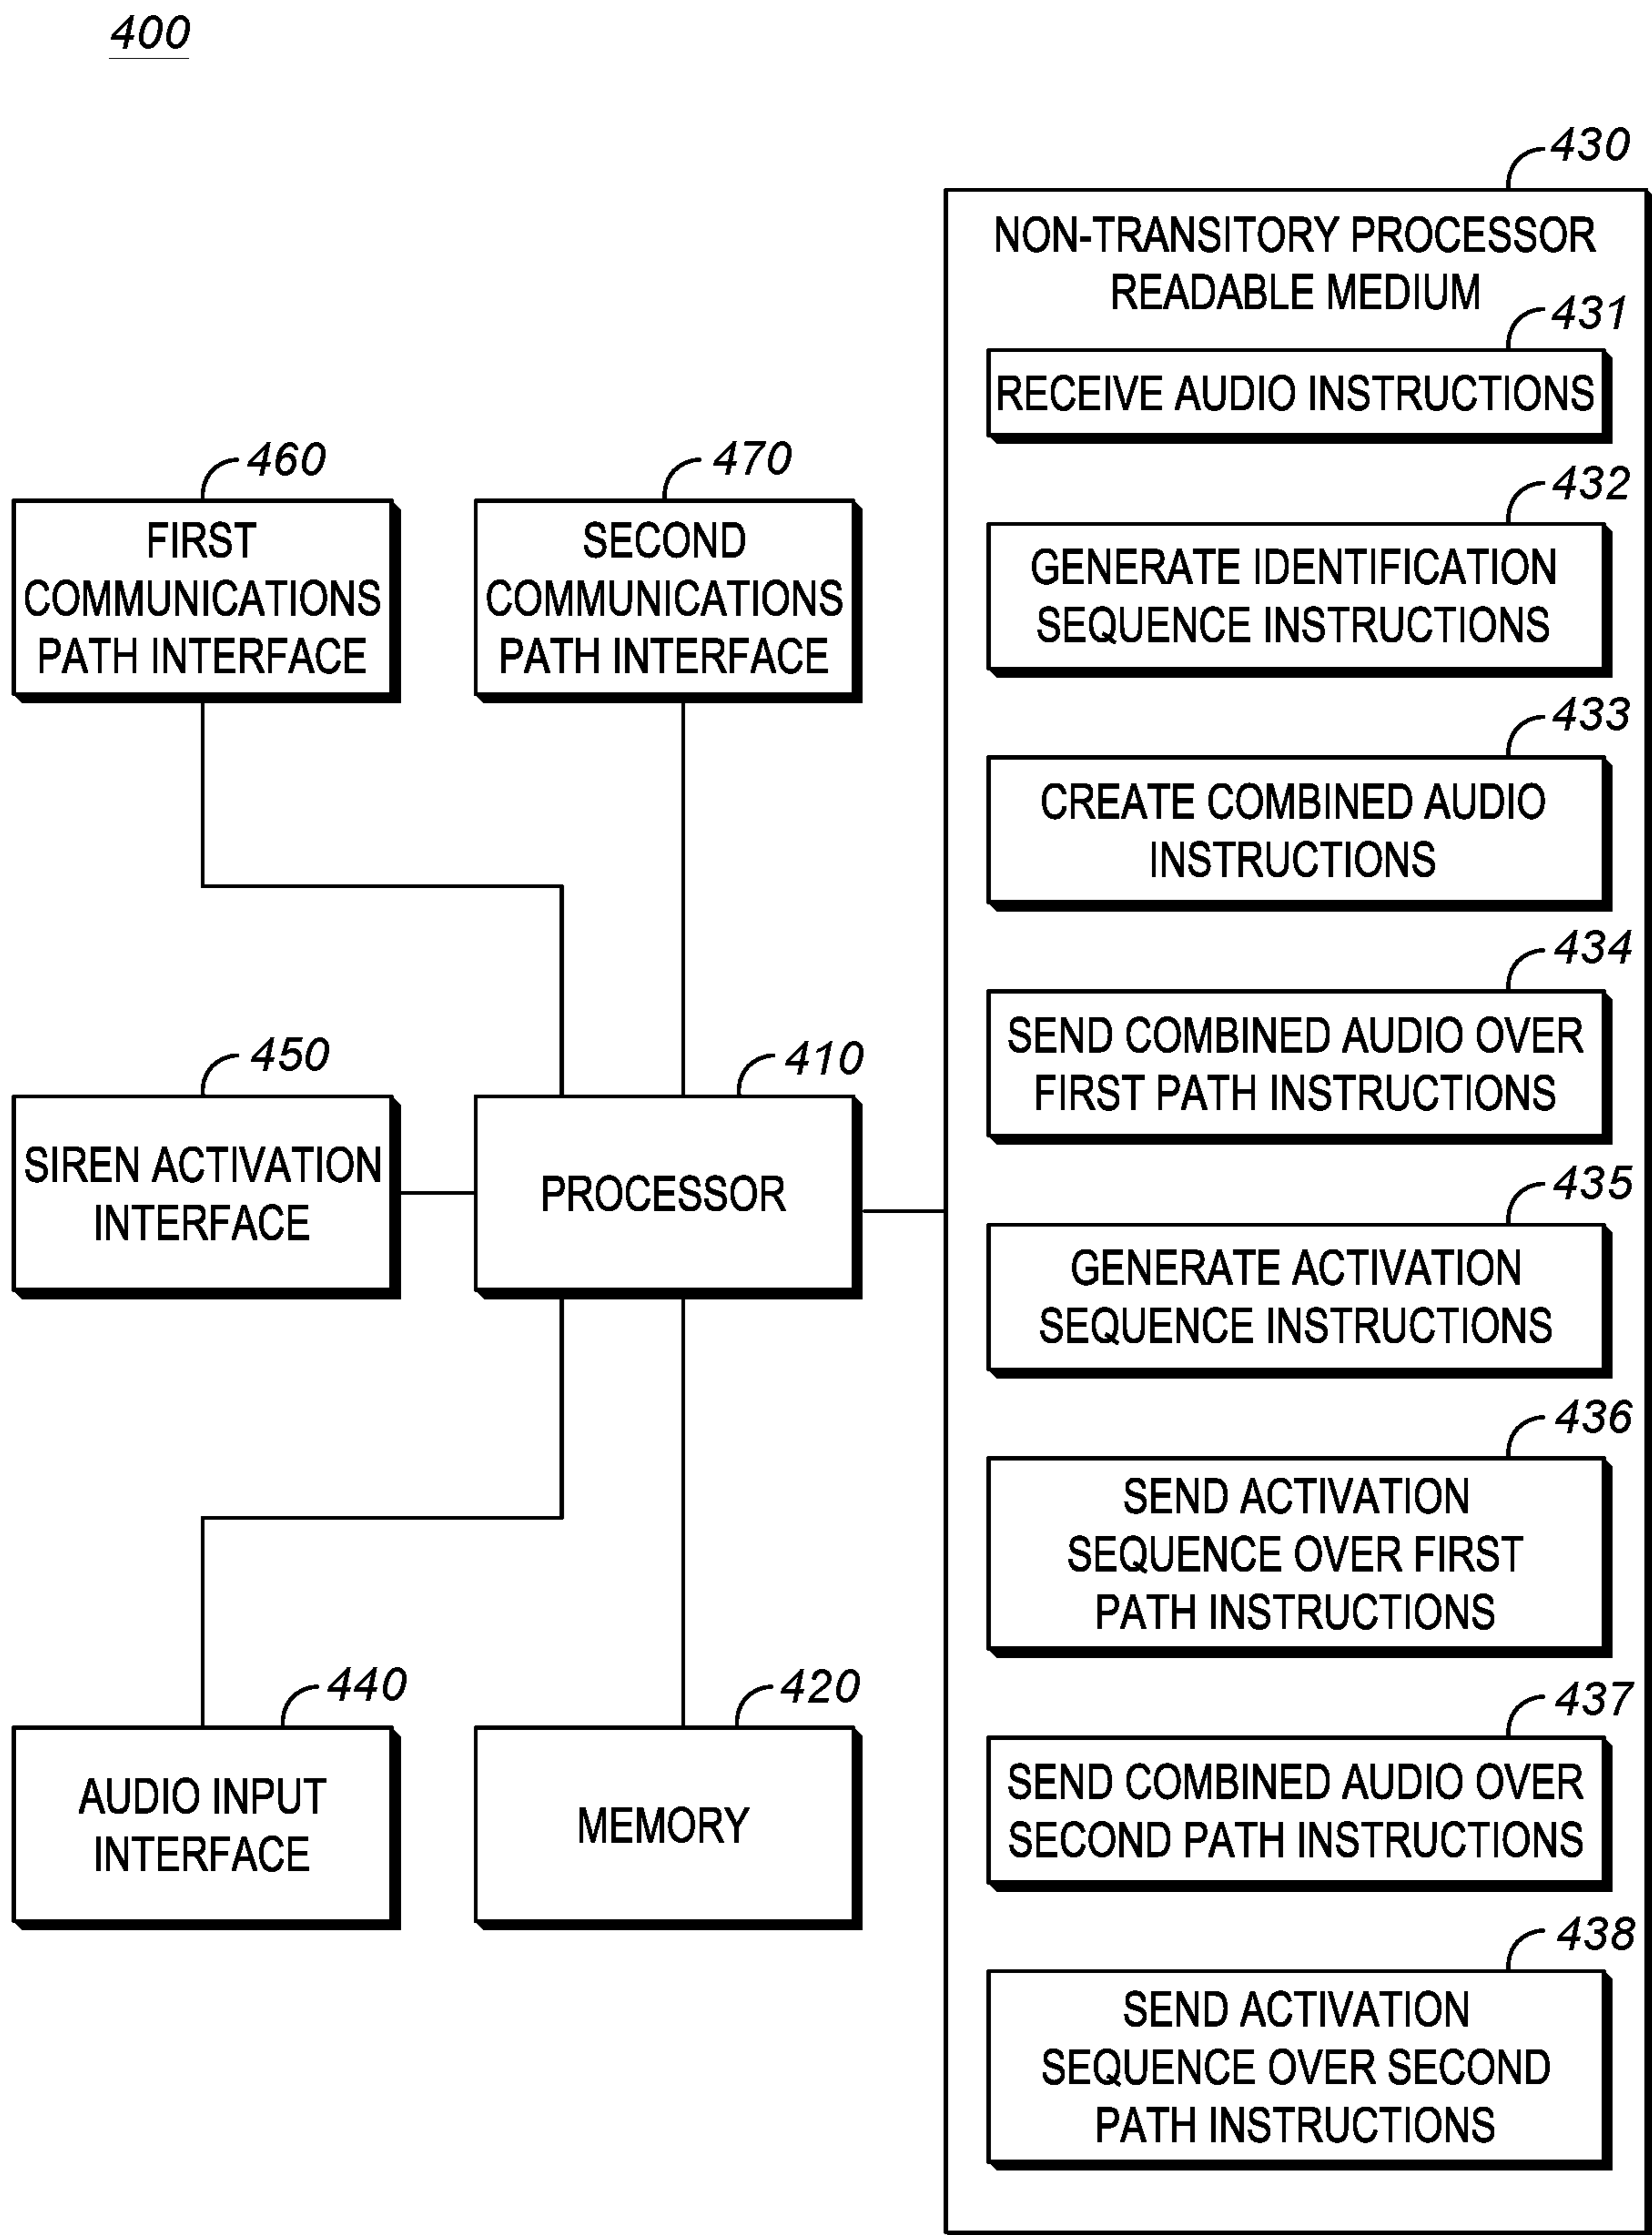 400
460
FIRST
COMMUNICATIONS
PATH INTERFACE
470
SECOND
COMMUNICATIONS
PATH INTERFACE
450
SIREN ACTIVATION
INTERFACE
410
PROCESSOR
440
AUDIO INPUT
INTERFACE
420
MEMORY
430
NON-TRANSITORY PROCESSOR
READABLE MEDIUM
431
RECEIVE AUDIO INSTRUCTIONS
432
GENERATE IDENTIFICATION
SEQUENCE INSTRUCTIONS
433
CREATE COMBINED AUDIO
INSTRUCTIONS
434
SEND COMBINED AUDIO OVER
FIRST PATH INSTRUCTIONS
435
GENERATE ACTIVATION
SEQUENCE INSTRUCTIONS
436
SEND ACTIVATION
SEQUENCE OVER FIRST
PATH INSTRUCTIONS
437
SEND COMBINED AUDIO OVER
SECOND PATH INSTRUCTIONS
438
SEND ACTIVATION
SEQUENCE OVER SECOND
PATH INSTRUCTIONS